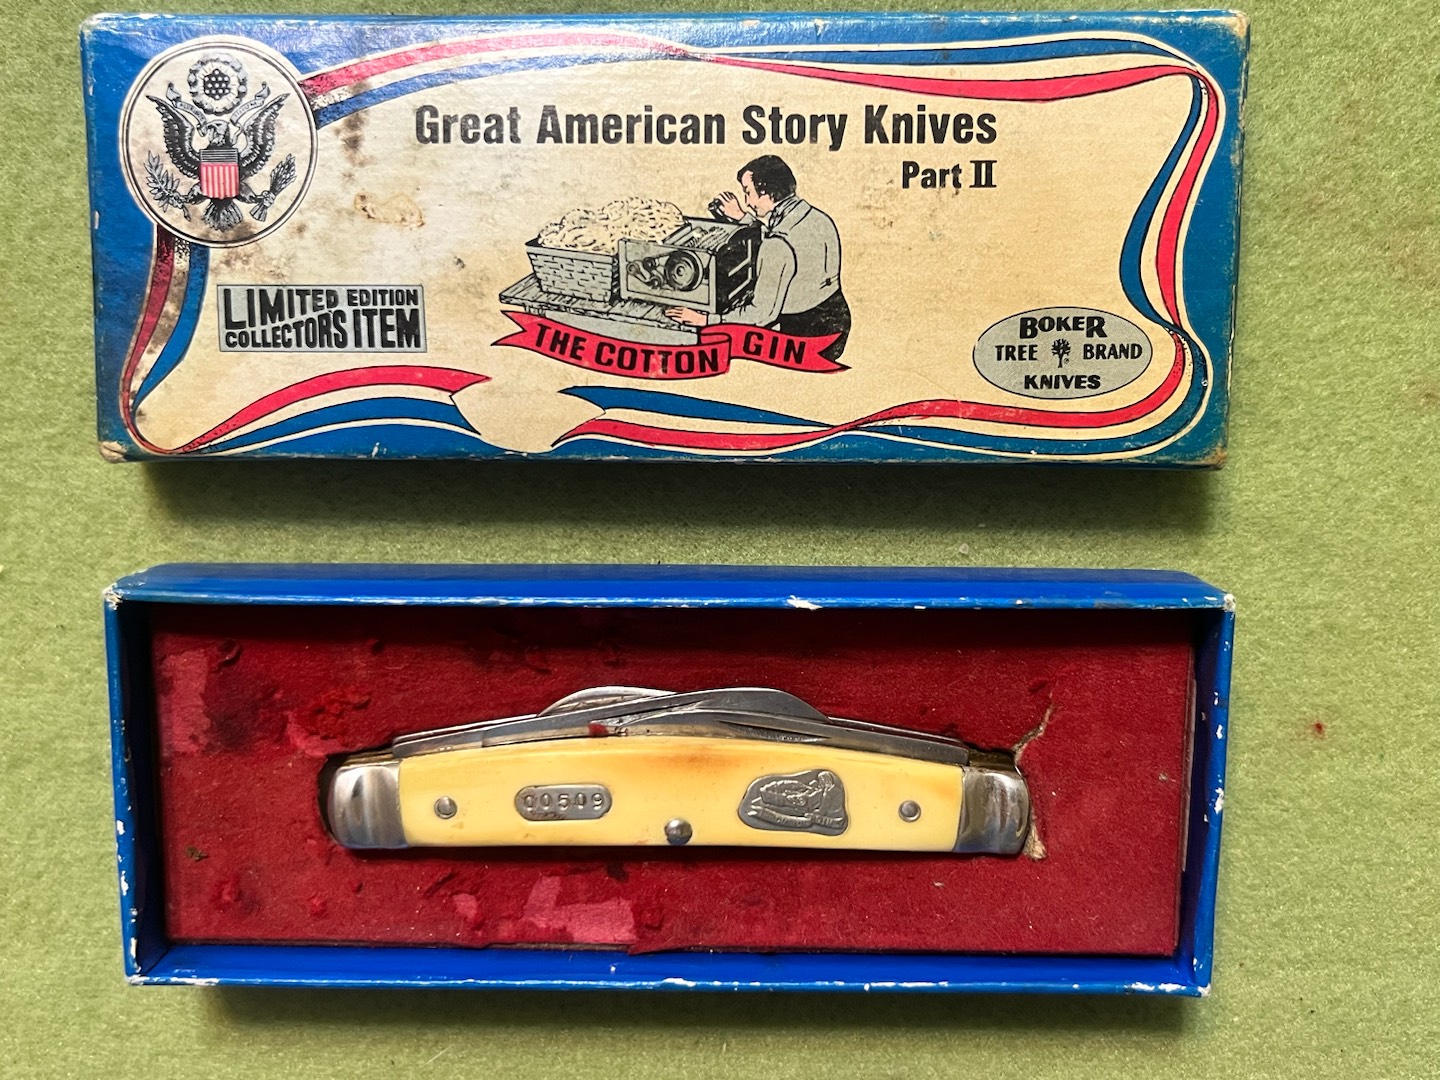 Great American Story Knives
Part II
LIMITED EDITION
COLLECTOR'S ITEM
THE COTTON GIN
BOKER
TREE BRAND
KNIVES
00509